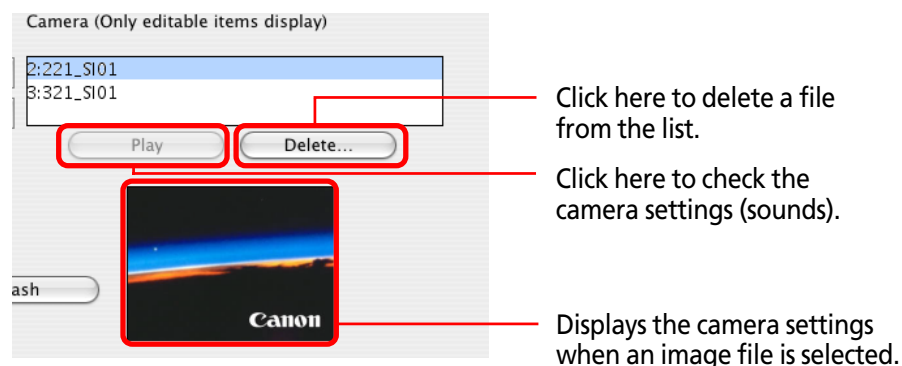 Camera (Only editable items display)
2:221_SI01
3:321_SI01
Play
Delete...
Click here to delete a file
from the list.
Click here to check the
camera settings (sounds).
ash
Canon
Displays the camera settings
when an image file is selected.